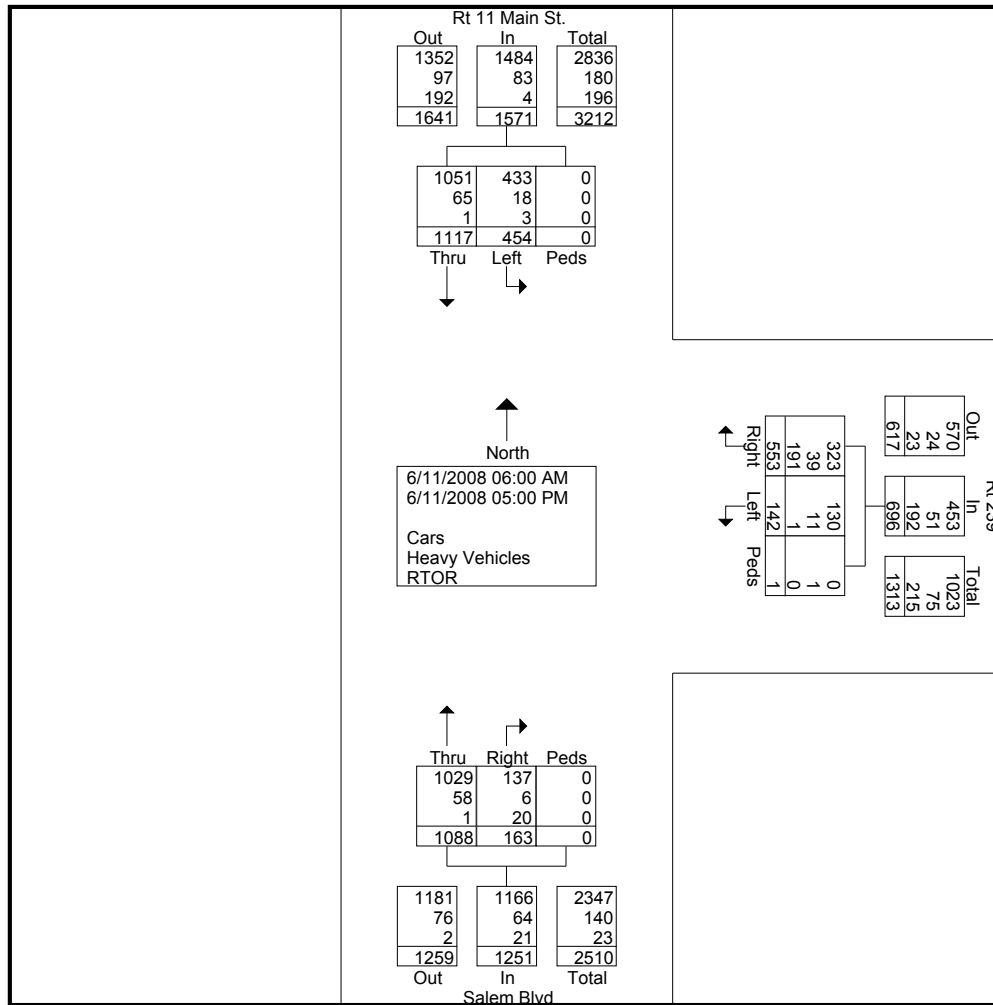 Rt 11 Main St.
Out In Total
1352 1484 2836
97 83 180
192 4 196
1641 1571 3212
1051 433 0
65 18 0
1 3 0
1117 454 0
Thru Left Peds
North
6/11/2008 06:00 AM
6/11/2008 05:00 PM
Cars
Heavy Vehicles
RTOR
Rt 239
Out In Total
570 453 1023
24 51 75
23 192 215
617 696 1313
323 130 0
39 11 1
191 1 0
553 142 1
Right Left Peds
Thru Right Peds
1029 137 0
58 6 0
1 20 0
1088 163 0
1181 1166 2347
76 64 140
2 21 23
1259 1251 2510
Out In Total
Salem Blvd